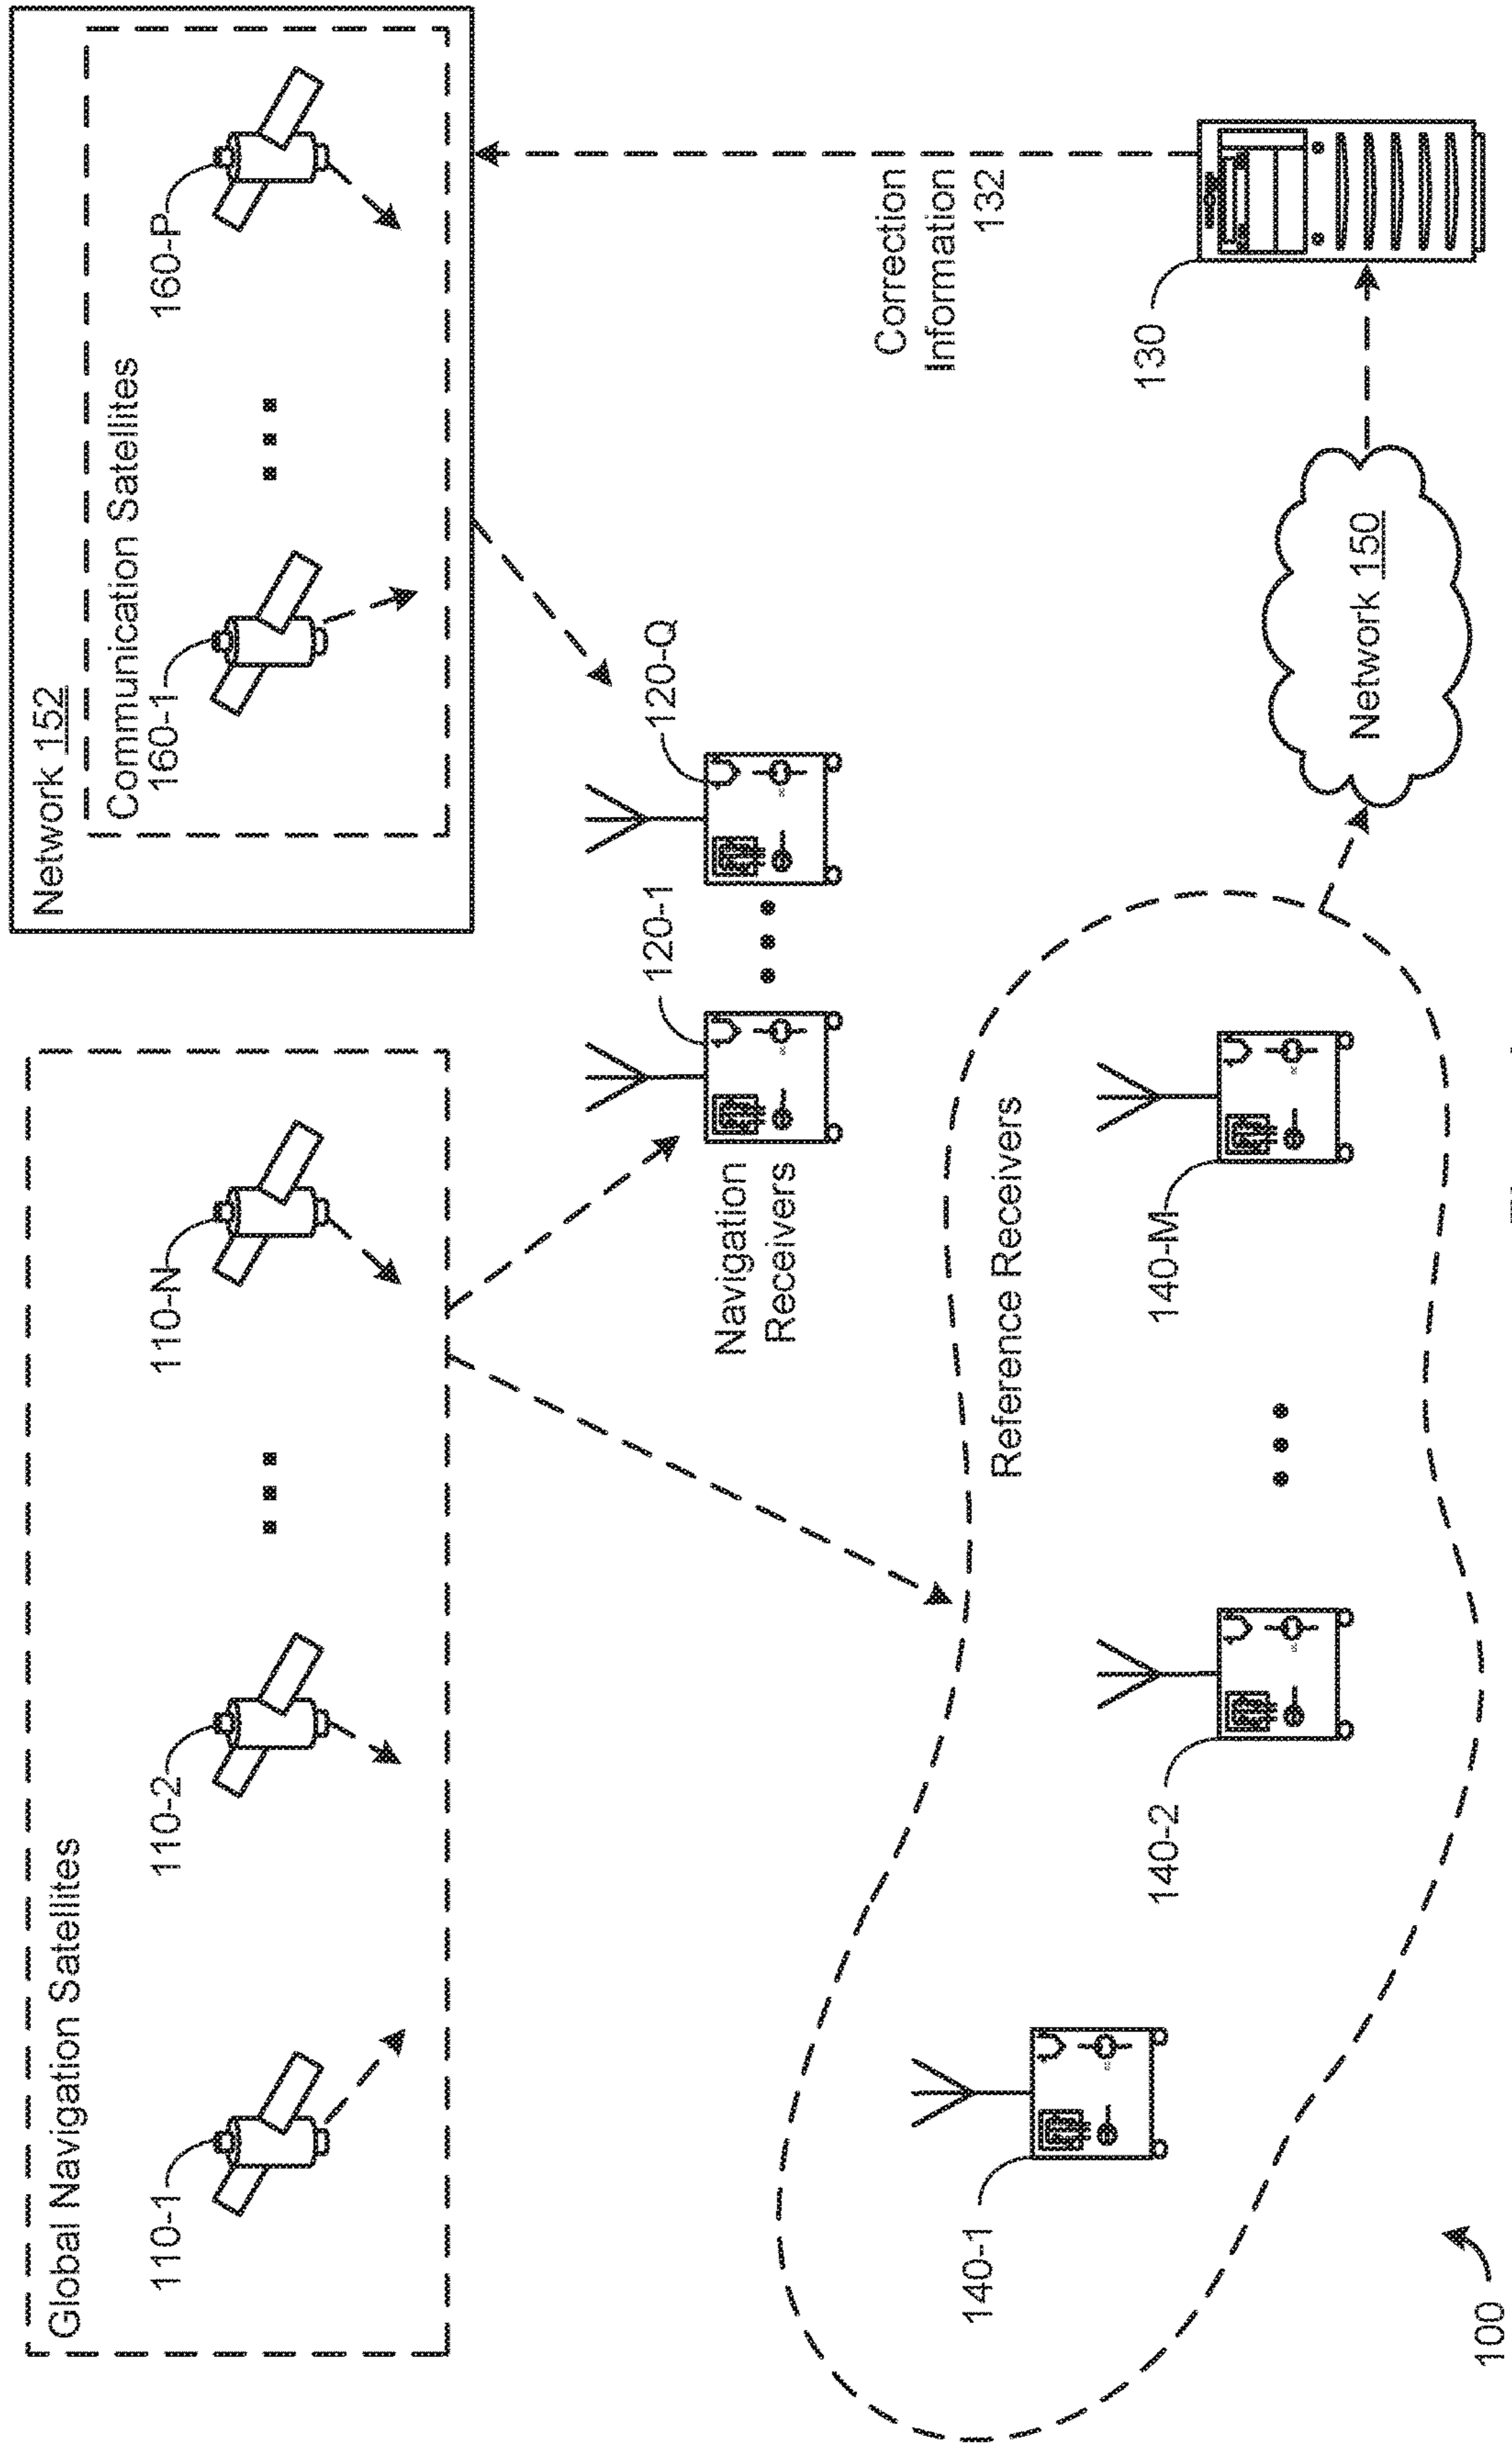 Global Navigation Satellites
110-1
110-2
110-N
Network 152
Communication Satellites
160-1
160-P
Navigation
Receivers
120-1
120-Q
Correction
Information
132
Reference Receivers
140-1
140-2
140-M
130
Network 150
100